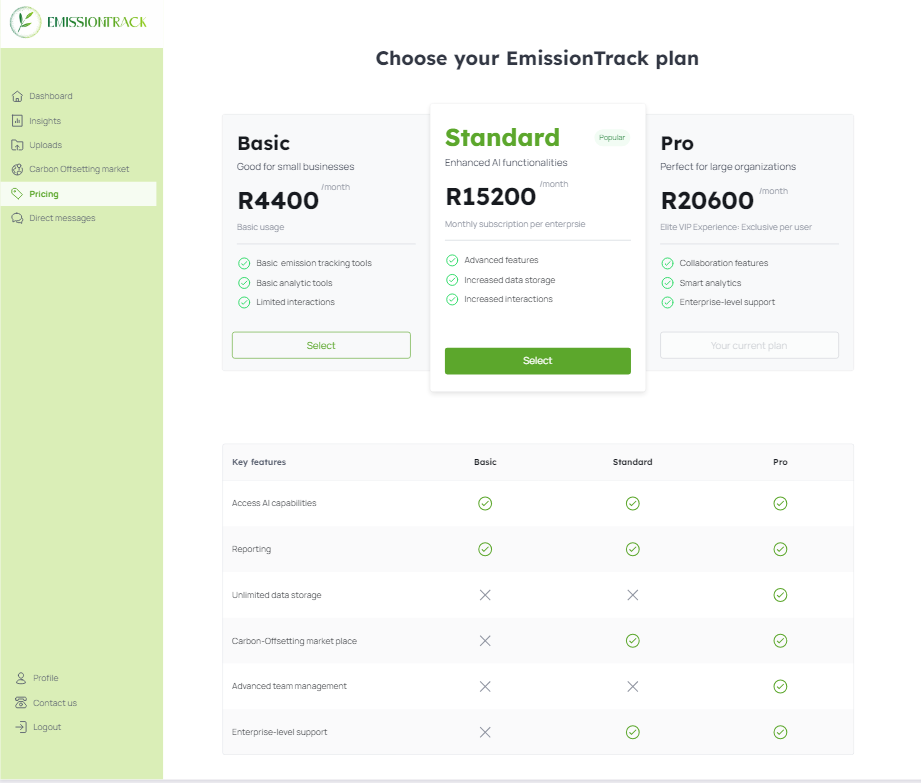 EMISSIONTRACK
Dashboard
Insights
Uploads
Carbon Offsetting market
Pricing
Direct messages
Profile
Contact us
Logout
Choose your EmissionTrack plan
Basic
Good for small businesses
R4400 /month
Basic usage
Basic emission tracking tools
Basic analytic tools
Limited interactions
Select
Standard Popular
Enhanced AI functionalities
R15200 /month
Monthly subscription per enterprsie
Advanced features
Increased data storage
Increased interactions
Select
Pro
Perfect for large organizations
R20600 /month
Elite VIP Experience: Exclusive per user
Collaboration features
Smart analytics
Enterprise-level support
Your current plan
Key features Basic Standard Pro
Access AI capabilities
Reporting
Unlimited data storage
Carbon-Offsetting market place
Advanced team management
Enterprise-level support